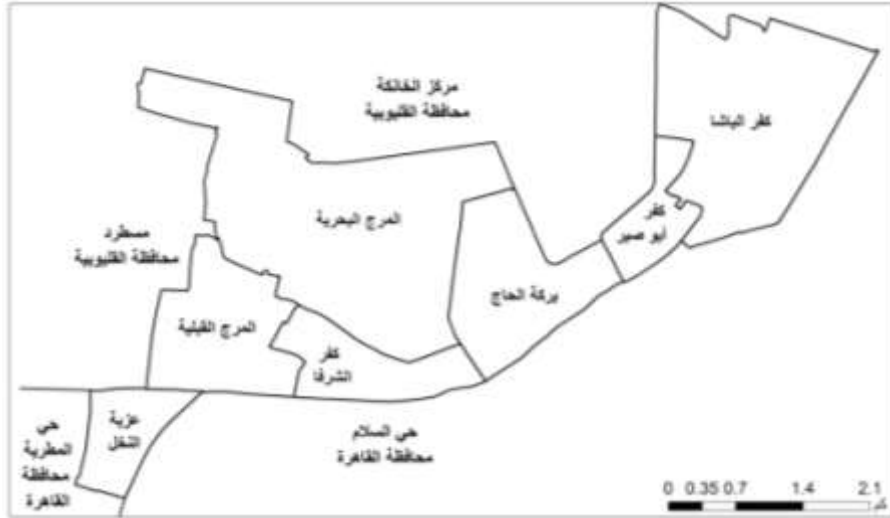 كفر الباشا
مركز الخانكة
محافظة القليوبية
كفر
أبو صير
المرج البحرية
مسطرد
محافظة القليوبية
بركة الحاج
المرج القبلية
كفر
الشرفا
عزبة
النخل
حي السلام
محافظة القاهرة
حي
المطرية
محافظة
القاهرة
0 0.35 0.7 1.4 2.1
كم